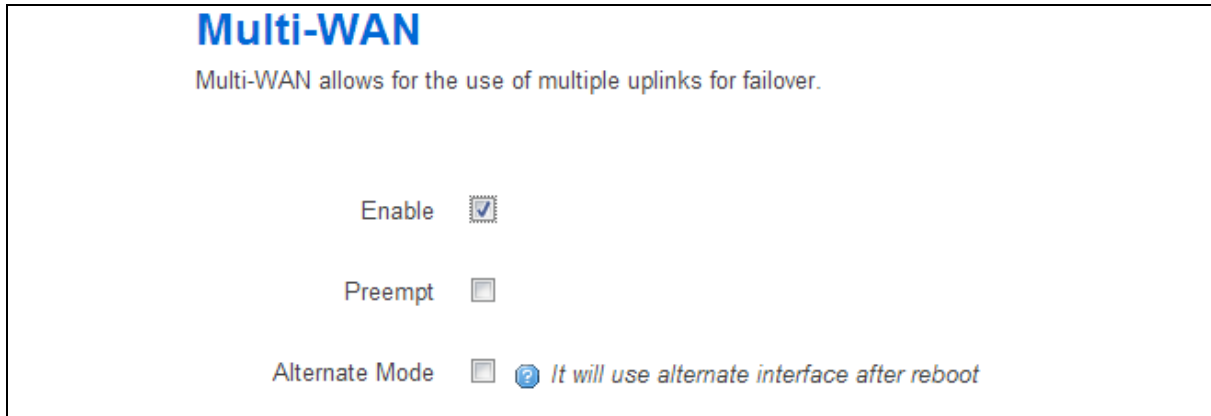 Multi-WAN
Multi-WAN allows for the use of multiple uplinks for failover.
Enable
Preempt
Alternate Mode It will use alternate interface after reboot